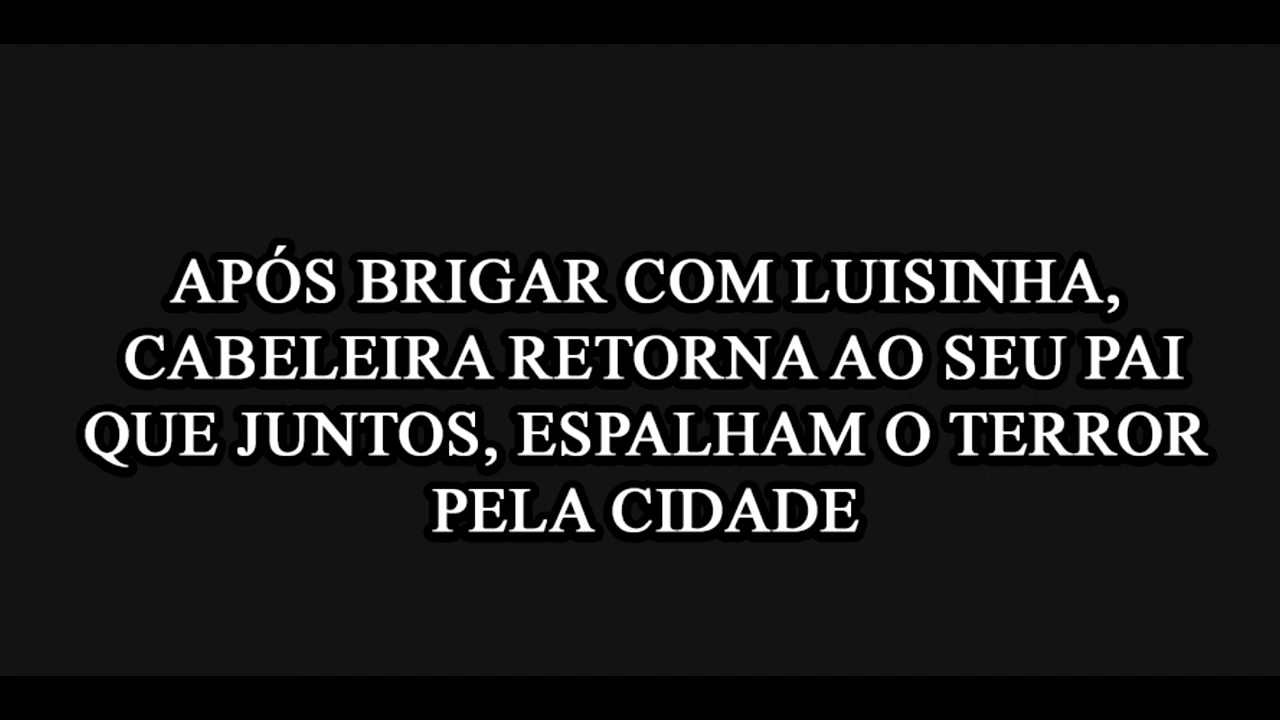 APÓS BRIGAR COM LUISINHA,
CABELEIRA RETORNA AO SEU PAI
QUE JUNTOS, ESPALHAM O TERROR
PELA CIDADE